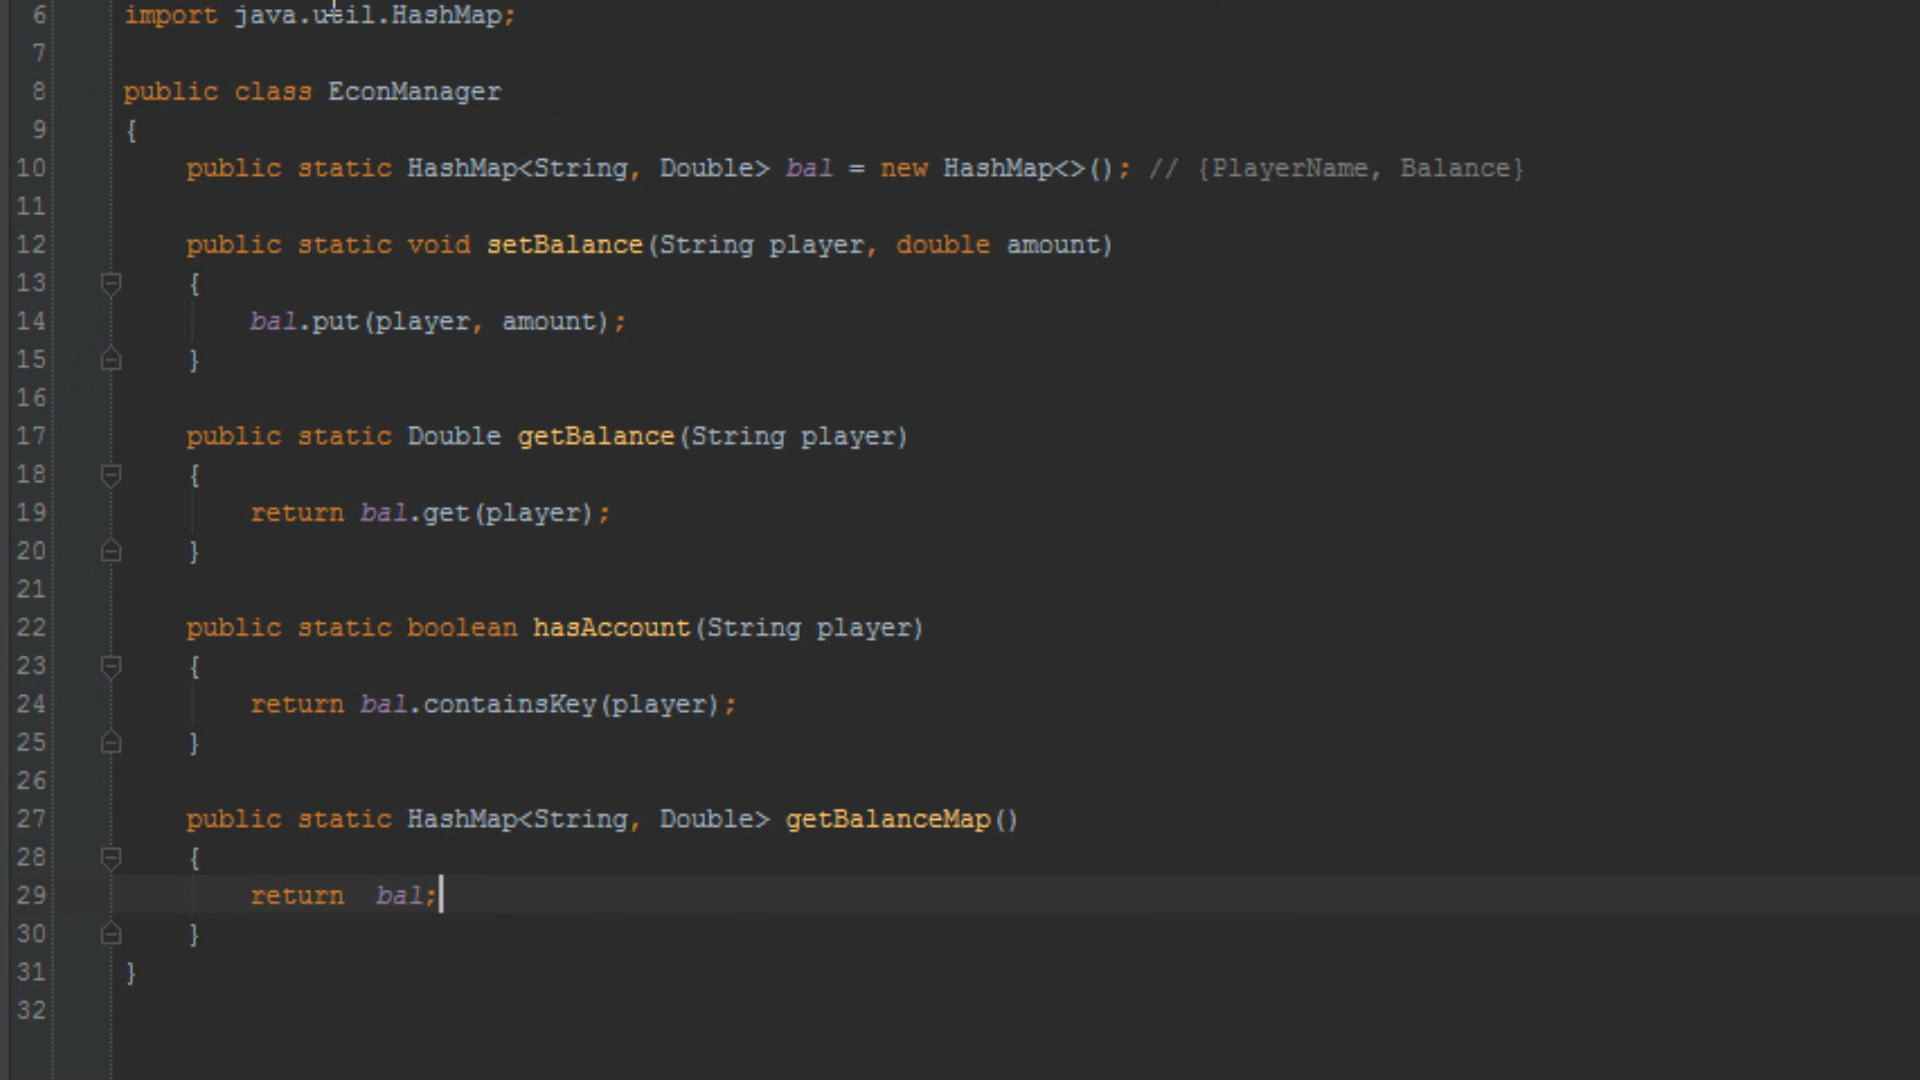 6 import java.util.HashMap;
7
8 public class EconManager
9 {
10 public static HashMap<String, Double> bal = new HashMap<>(); // {PlayerName, Balance}
11
12 public static void setBalance(String player, double amount)
13 {
14 bal.put(player, amount);
15 }
16
17 public static Double getBalance(String player)
18 {
19 return bal.get(player);
20 }
21
22 public static boolean hasAccount(String player)
23 {
24 return bal.containsKey(player);
25 }
26
27 public static HashMap<String, Double> getBalanceMap()
28 {
29 return  bal;
30 }
31 }
32